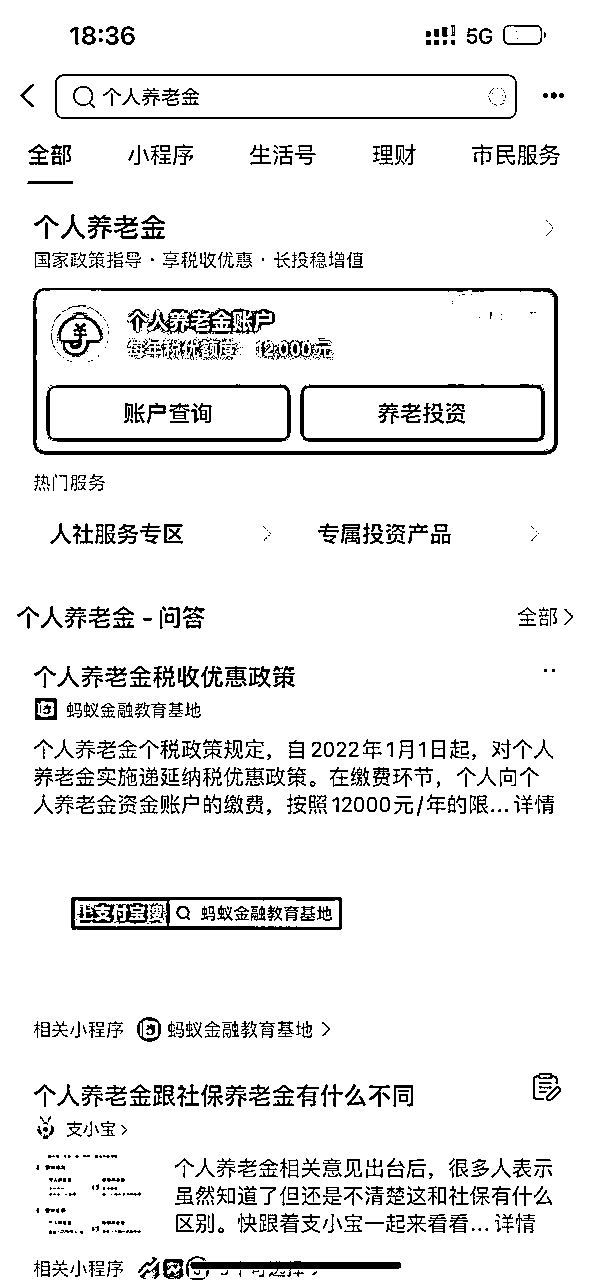 18:36
5G
个人养老金
全部 小程序 生活号 理财 市民服务
个人养老金
国家政策指导·享税收优惠·长投稳增值
个人养老金账户
每年税优额度：12,000元
账户查询 养老投资
热门服务
人社服务专区 专属投资产品
个人养老金 - 问答 全部
个人养老金税收优惠政策
蚂蚁金融教育基地
个人养老金个税政策规定，自2022年1月1日起，对个人
养老金实施递延纳税优惠政策。在缴费环节，个人向个
人养老金资金账户的缴费，按照12000元/年的限... 详情
上支付宝搜 蚂蚁金融教育基地
相关小程序 蚂蚁金融教育基地
个人养老金跟社保养老金有什么不同
支小宝
个人养老金相关意见出台后，很多人表示
虽然知道了但还是不清楚这和社保有什么
区别。快跟着支小宝一起来看看... 详情
相关小程序